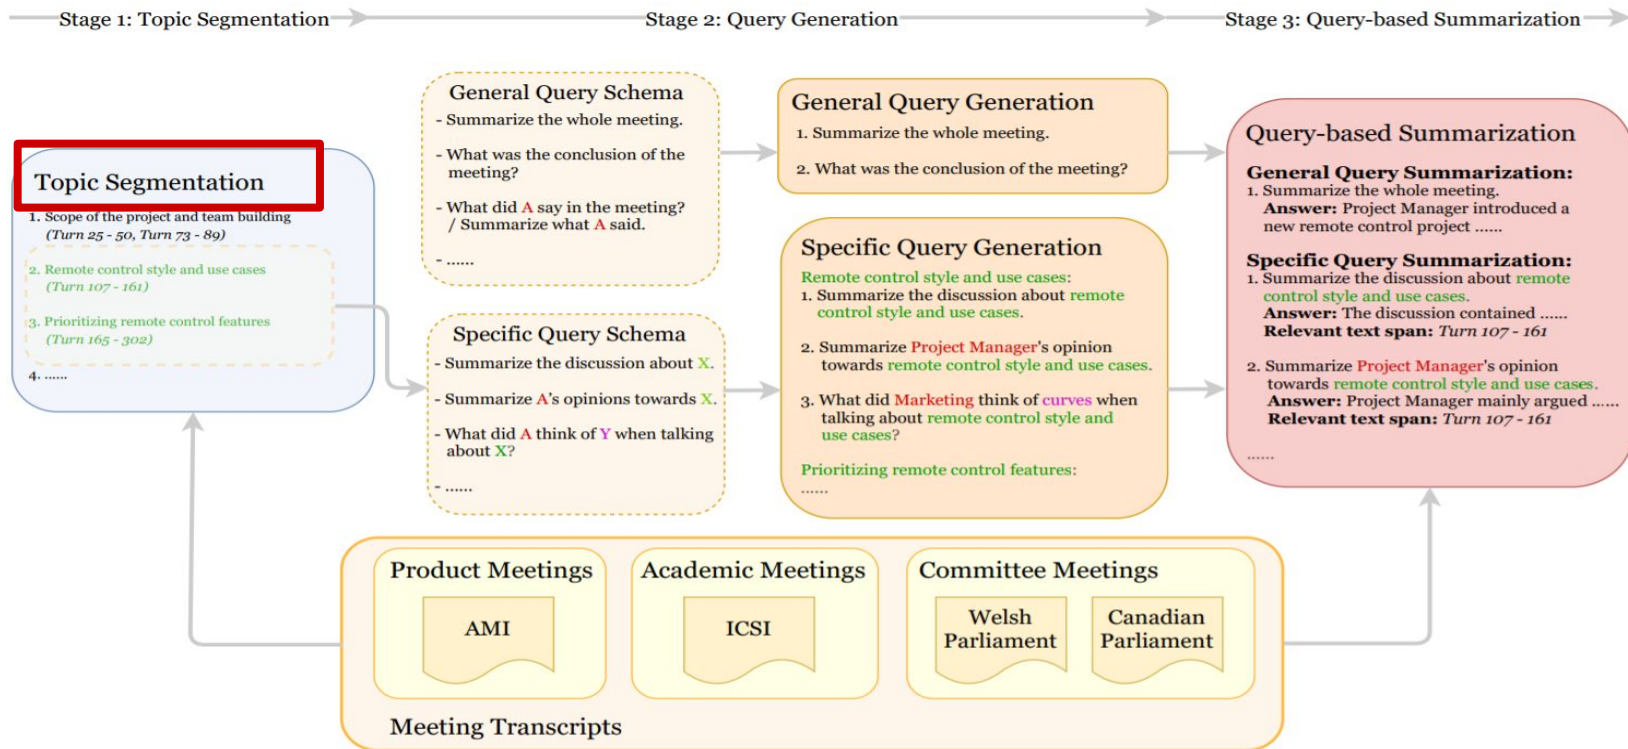 Stage 1: Topic Segmentation
Stage 2: Query Generation
Stage 3: Query-based Summarization
Topic Segmentation
1. Scope of the project and team building
(Turn 25 - 50, Turn 73 - 89)
2. Remote control style and use cases
(Turn 107 - 161)
3. Prioritizing remote control features
(Turn 165 - 302)
4. ......
General Query Schema
- Summarize the whole meeting.
- What was the conclusion of the
meeting?
- What did A say in the meeting?
/ Summarize what A said.
- ......
Specific Query Schema
- Summarize the discussion about X.
- Summarize A's opinions towards X.
- What did A think of Y when talking
about X?
- ......
General Query Generation
1. Summarize the whole meeting.
2. What was the conclusion of the meeting?
Specific Query Generation
Remote control style and use cases:
1. Summarize the discussion about remote
control style and use cases.
2. Summarize Project Manager's opinion
towards remote control style and use cases.
3. What did Marketing think of curves when
talking about remote control style and
use cases?
Prioritizing remote control features:
......
Query-based Summarization
General Query Summarization:
1. Summarize the whole meeting.
Answer: Project Manager introduced a
new remote control project ......
Specific Query Summarization:
1. Summarize the discussion about remote
control style and use cases.
Answer: The discussion contained ......
Relevant text span: Turn 107 - 161
2. Summarize Project Manager's opinion
towards remote control style and use cases.
Answer: Project Manager mainly argued ......
Relevant text span: Turn 107 - 161
......
Product Meetings
AMI
Academic Meetings
ICSI
Committee Meetings
Welsh
Parliament
Canadian
Parliament
Meeting Transcripts